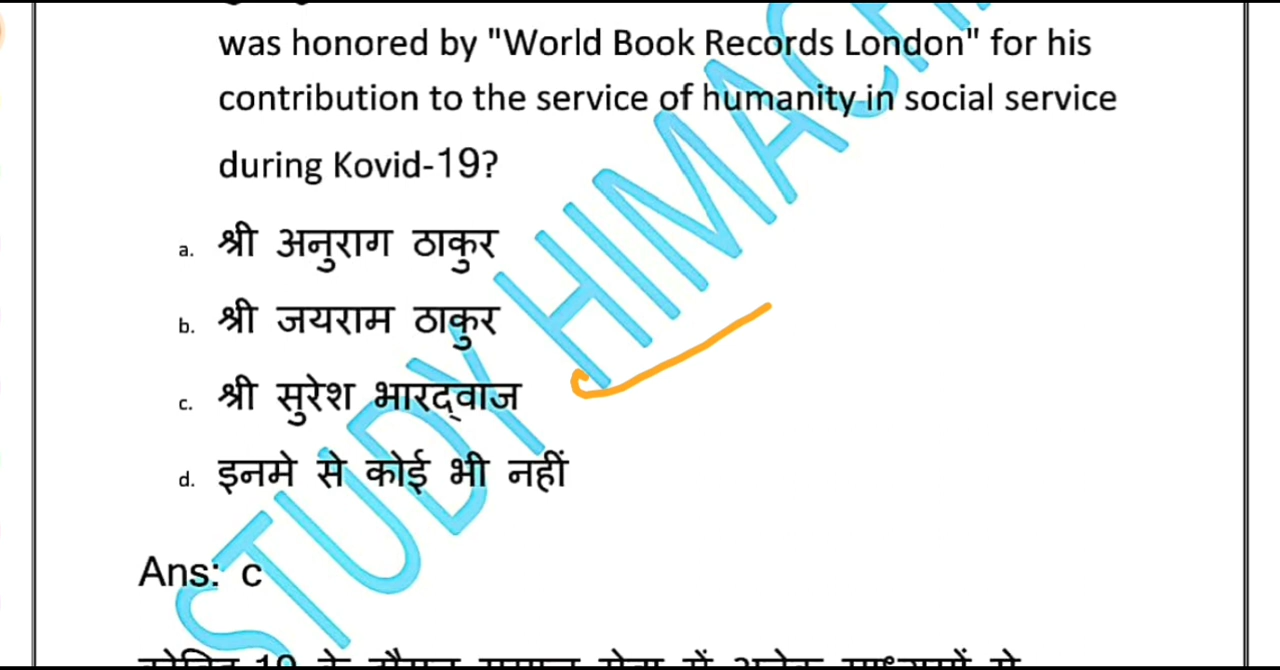 was honored by "World Book Records London" for his
contribution to the service of humanity in social service
during Kovid-19?
a. श्री अनुराग ठाकुर
b. श्री जयराम ठाकुर
c. श्री सुरेश भारद्वाज
d. इनमे से कोई भी नहीं
Ans: c
STUDY HIMACH